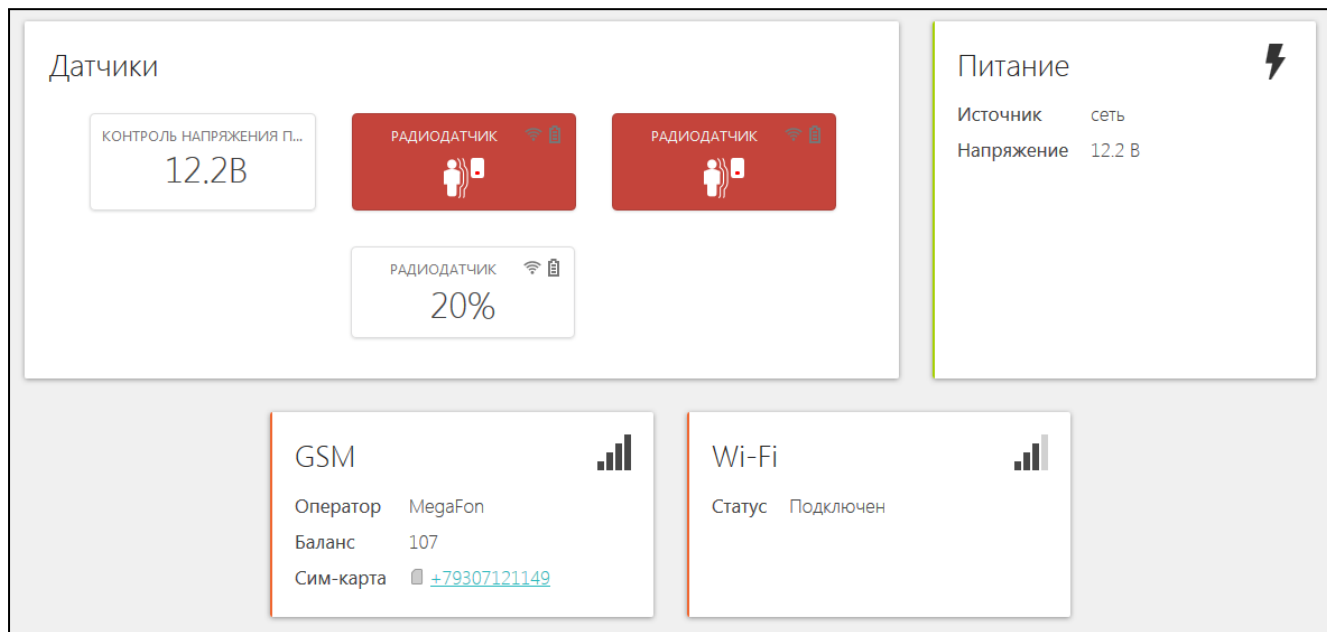 Датчики
КОНТРОЛЬ НАПРЯЖЕНИЯ П...
12.2В
РАДИОДАТЧИК
РАДИОДАТЧИК
РАДИОДАТЧИК
20%
Питание
Источник сеть
Напряжение 12.2 В
GSM
Оператор MegaFon
Баланс 107
Сим-карта +79307121149
Wi-Fi
Статус Подключен